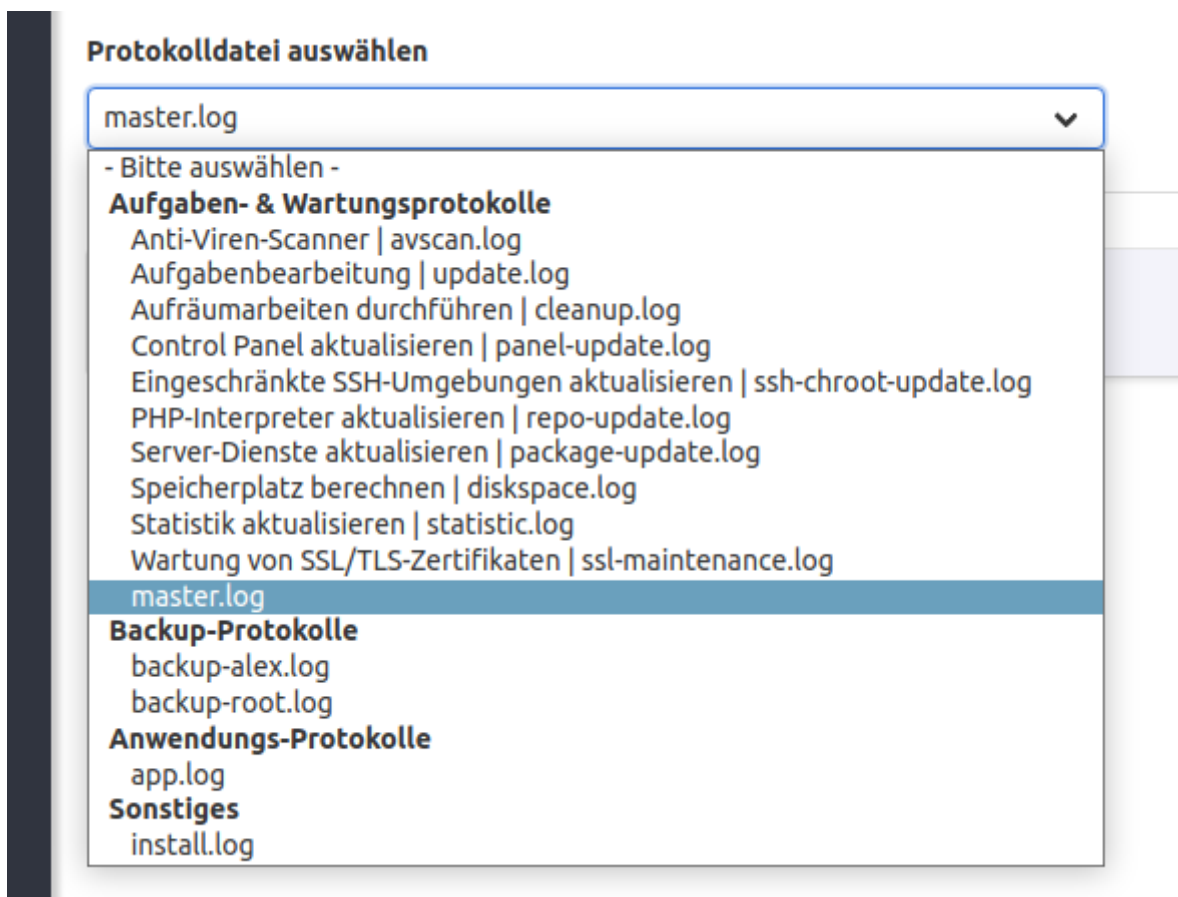 Protokolldatei auswählen
master.log
- Bitte auswählen -
Aufgaben- & Wartungsprotokolle
Anti-Viren-Scanner | avscan.log
Aufgabenbearbeitung | update.log
Aufräumarbeiten durchführen | cleanup.log
Control Panel aktualisieren | panel-update.log
Eingeschränkte SSH-Umgebungen aktualisieren | ssh-chroot-update.log
PHP-Interpreter aktualisieren | repo-update.log
Server-Dienste aktualisieren | package-update.log
Speicherplatz berechnen | diskspace.log
Statistik aktualisieren | statistic.log
Wartung von SSL/TLS-Zertifikaten | ssl-maintenance.log
master.log
Backup-Protokolle
backup-alex.log
backup-root.log
Anwendungs-Protokolle
app.log
Sonstiges
install.log